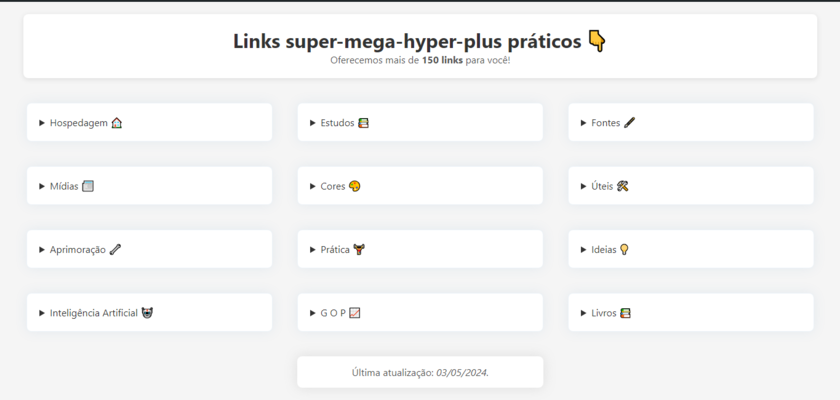 Links super-mega-hyper-plus práticos 👇
Oferecemos mais de 150 links para você!
Hospedagem 🏠
Estudos 📚
Fontes 🖋️
Mídias 🗒️
Cores 🎨
Úteis 🛠️
Aprimoração 🔧
Prática 🏋️
Ideias 💡
Inteligência Artificial 🐺
G O P 📈
Livros 📚
Última atualização: 03/05/2024.